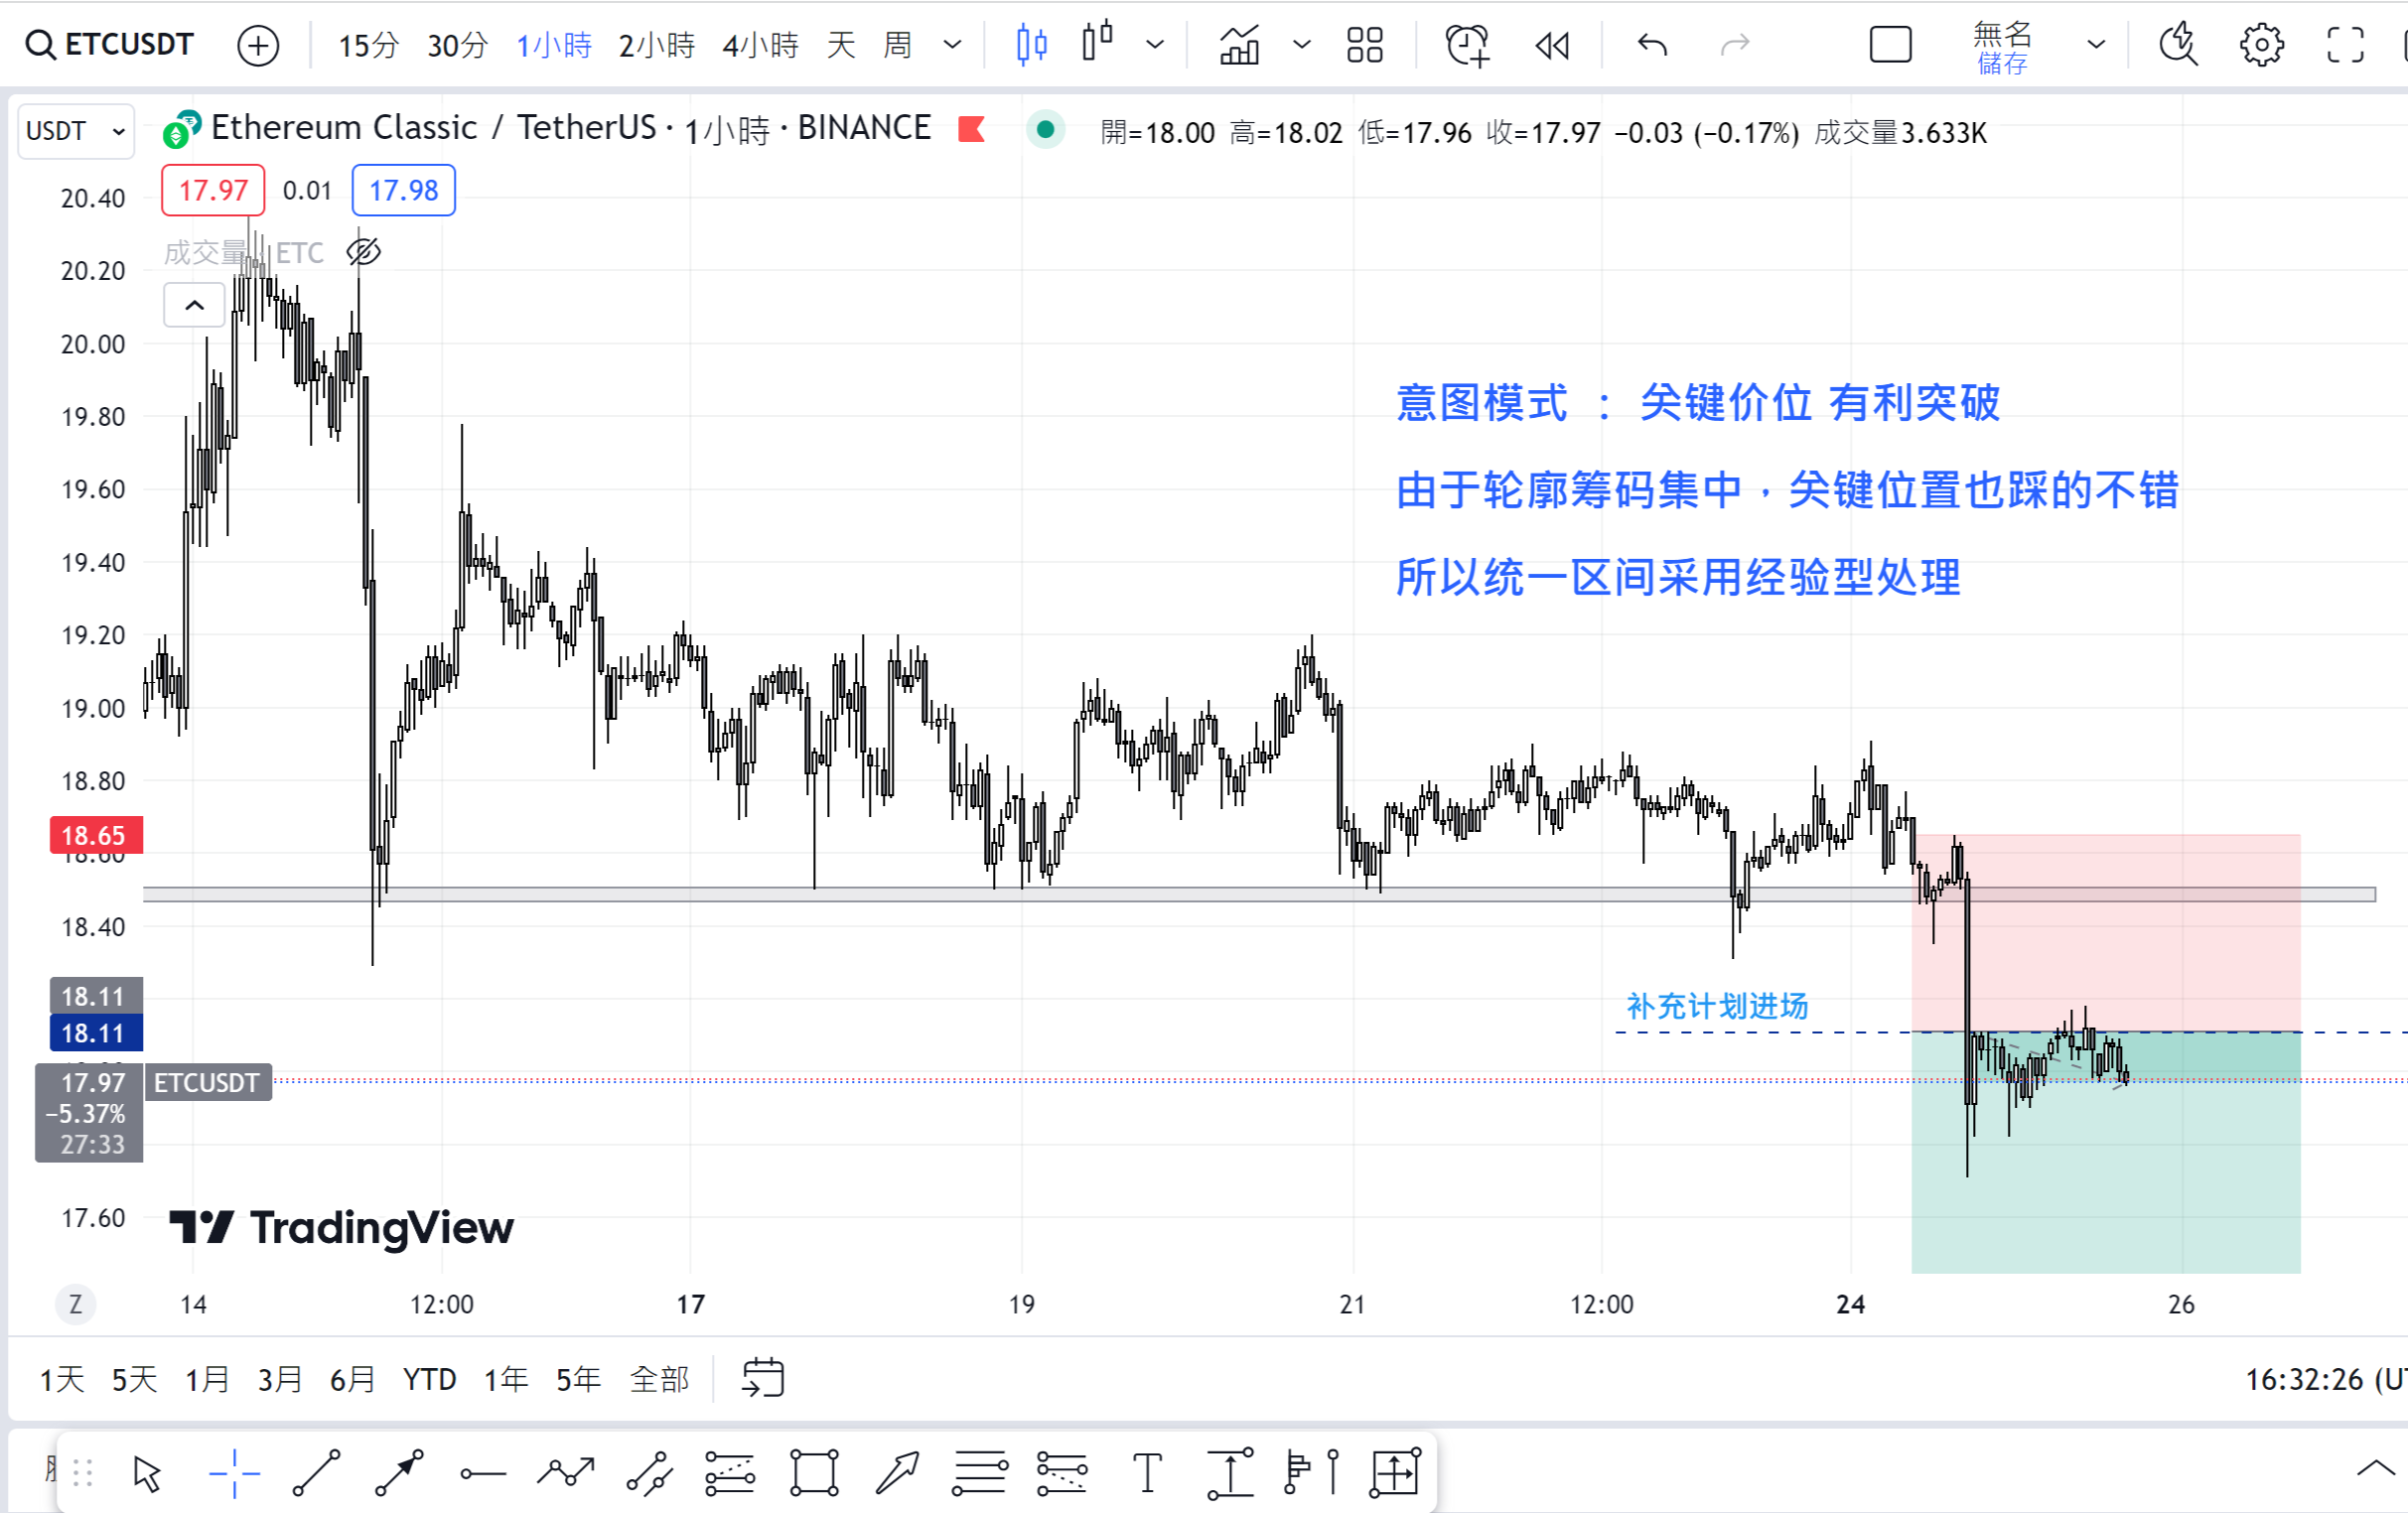 ETCUSDT 15分 30分 1小時 2小時 4小時 天 周 無名
儲存
USDT Ethereum Classic / TetherUS · 1小時 · BINANCE 開=18.00 高=18.02 低=17.96 收=17.97 −0.03 (−0.17%) 成交量3.633K
17.97 0.01 17.98
成交量 ETC
20.40
20.20
20.00
19.80
19.60
19.40
19.20
19.00
18.80
18.65
18.60
18.40
18.11
18.11
17.97 ETCUSDT
−5.37%
27:33
17.60
意图模式 ： 关键价位 有利突破
由于轮廓筹码集中，关键位置也踩的不错
所以统一区间采用经验型处理
补充计划进场
TradingView
Z 14 12:00 17 19 21 12:00 24 26
1天 5天 1月 3月 6月 YTD 1年 5年 全部 16:32:26 (UT